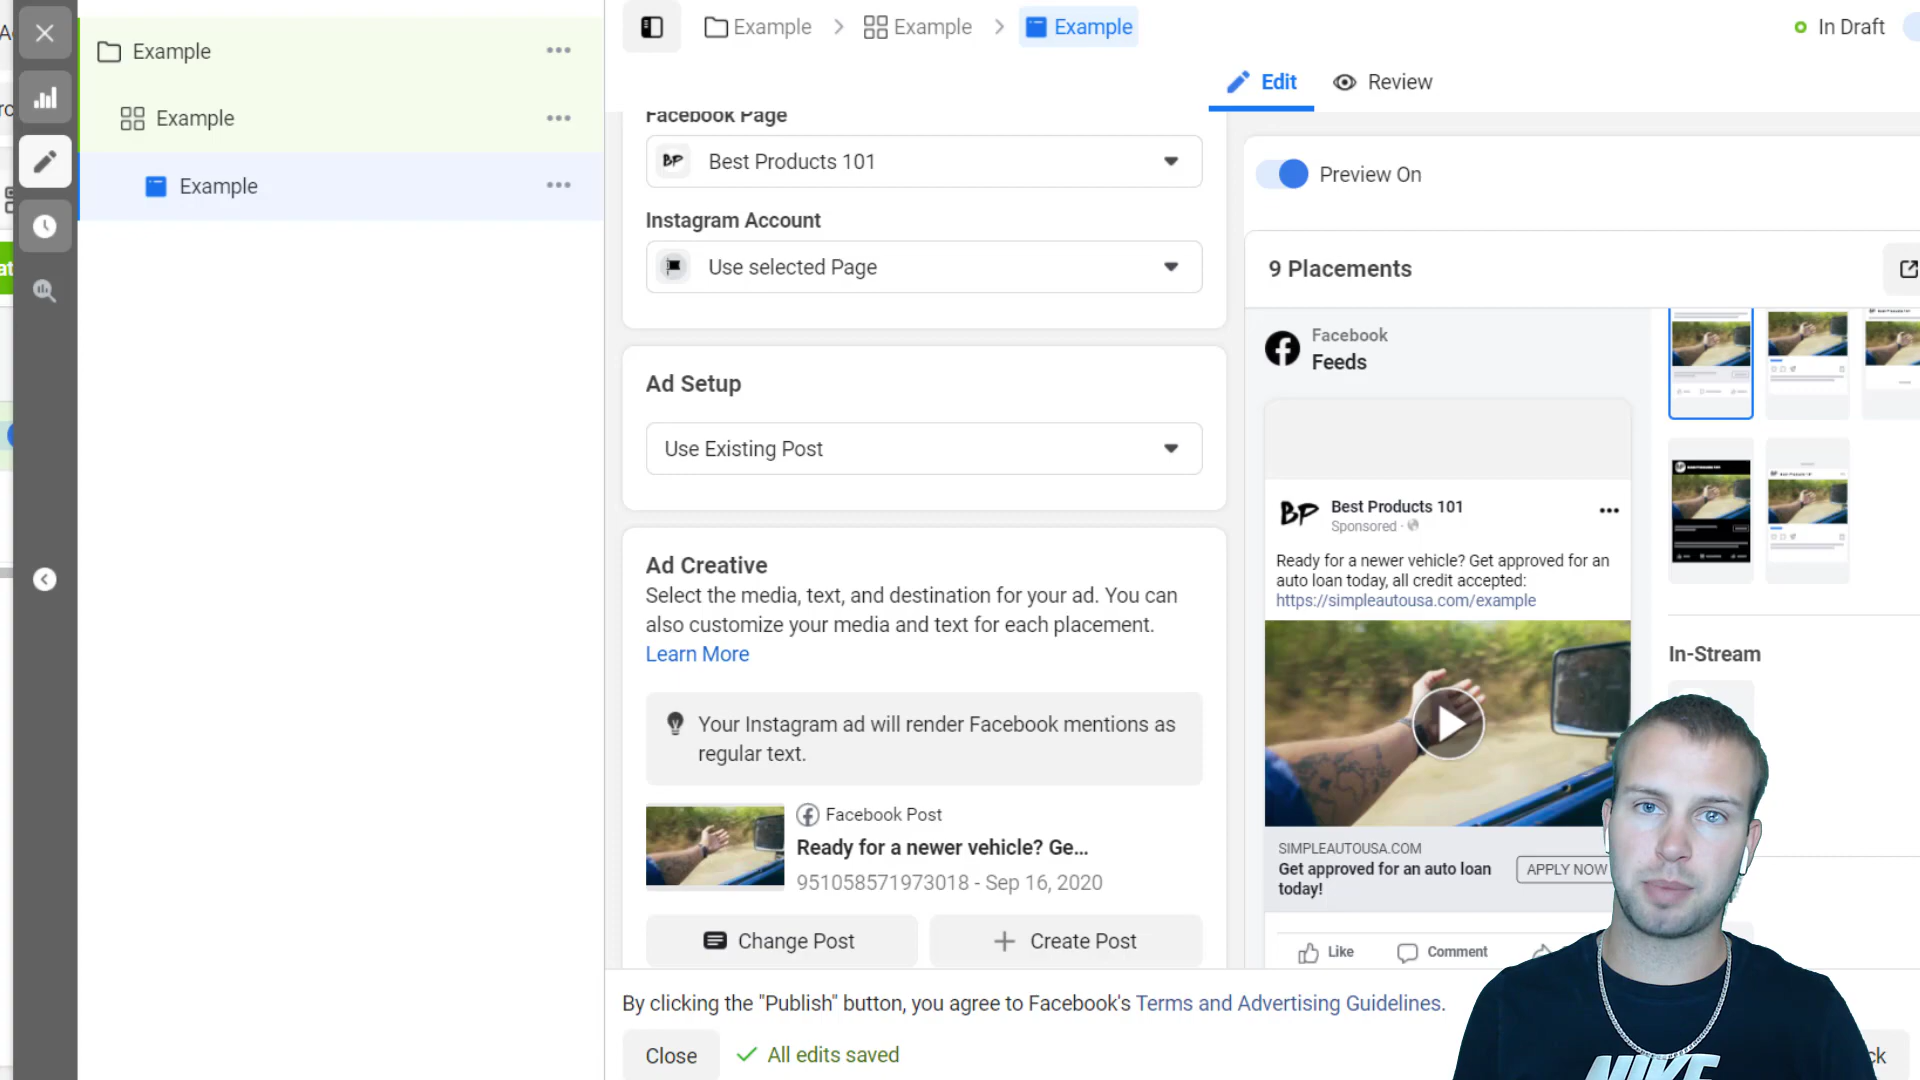 Example
Example
Example
Example
Example
Example
In Draft
Edit
Review
Facebook Page
BP
Best Products 101
Instagram Account
Use selected Page
Ad Setup
Use Existing Post
Ad Creative
Select the media, text, and destination for your ad. You can
also customize your media and text for each placement.
Learn More
Your Instagram ad will render Facebook mentions as
regular text.
Facebook Post
Ready for a newer vehicle? Ge...
951058571973018 - Sep 16, 2020
Change Post
Create Post
Preview On
9 Placements
Facebook
Feeds
BP
Best Products 101
Sponsored ·
Ready for a newer vehicle? Get approved for an
auto loan today, all credit accepted:
https://simpleautousa.com/example
SIMPLEAUTOUSA.COM
Get approved for an auto loan
today!
APPLY NOW
Like
Comment
In-Stream
By clicking the "Publish" button, you agree to Facebook's Terms and Advertising Guidelines.
Close
All edits saved
NIKE